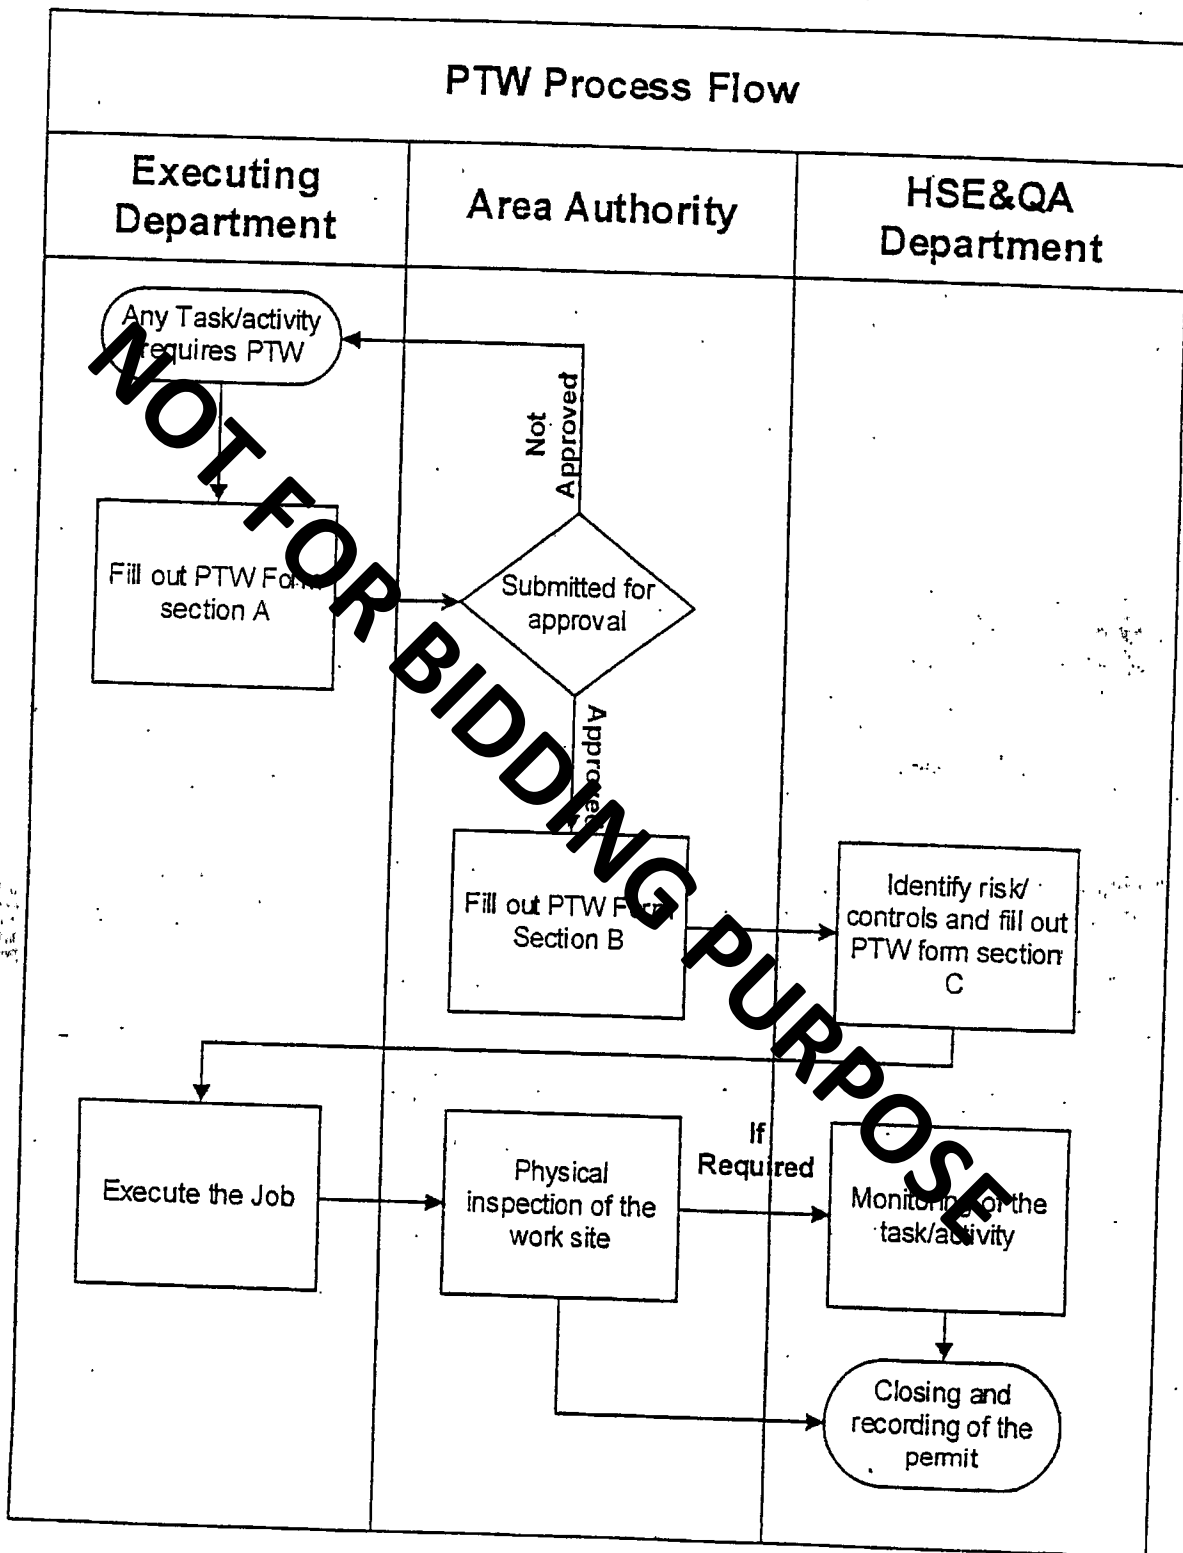 PTW Process Flow
Executing
Department
Area Authority
HSE&QA
Department
Any Task/activity
requires PTW
Not
Approved
Fill out PTW Form
section A
Submitted for
approval
Approved
Fill out PTW Form
Section B
Identify risk/
controls and fill out
PTW form section
C
Execute the Job
Physical
inspection of the
work site
If
Required
Monitoring of the
task/activity
Closing and
recording of the
permit
NOT FOR BIDDING PURPOSE